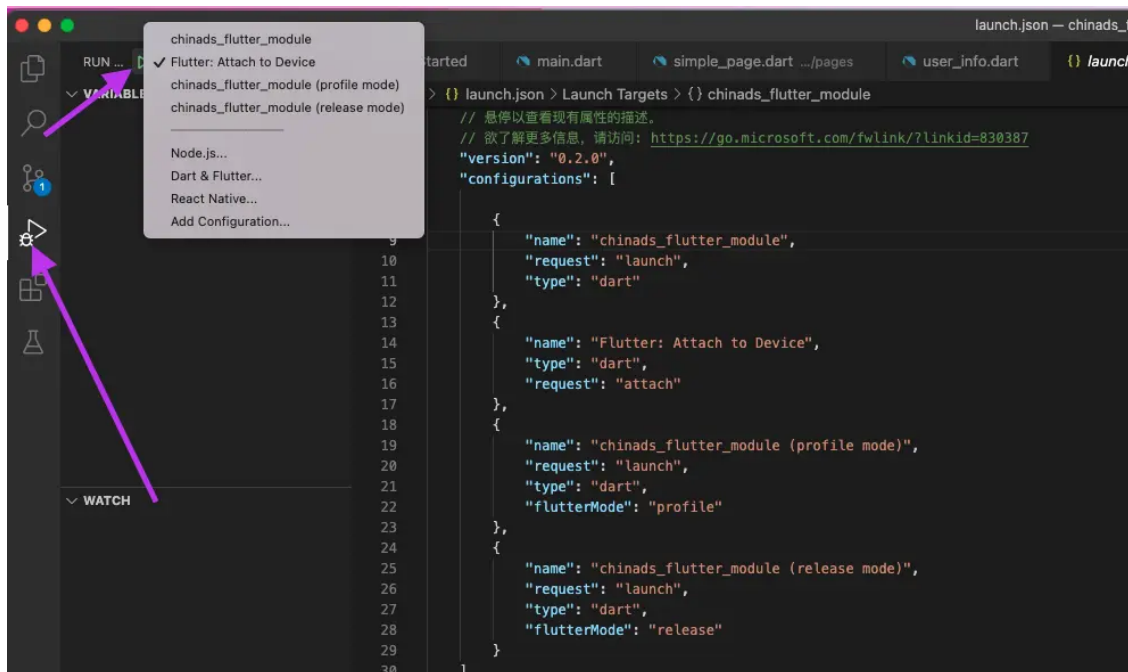 launch.json — chinads_
RUN ...
chinads_flutter_module
✓ Flutter: Attach to Device
chinads_flutter_module (profile mode)
chinads_flutter_module (release mode)
Node.js...
Dart & Flutter...
React Native...
Add Configuration...
main.dart
simple_page.dart .../pages
user_info.dart
{} launch
VARIABLE
> {} launch.json > Launch Targets > {} chinads_flutter_module
// 悬停以查看现有属性的描述。
// 欲了解更多信息，请访问: https://go.microsoft.com/fwlink/?linkid=830387
"version": "0.2.0",
"configurations": [
{
9 "name": "chinads_flutter_module",
10 "request": "launch",
11 "type": "dart"
12 },
13 {
14 "name": "Flutter: Attach to Device",
15 "type": "dart",
16 "request": "attach"
17 },
18 {
19 "name": "chinads_flutter_module (profile mode)",
20 "request": "launch",
21 "type": "dart",
22 "flutterMode": "profile"
23 },
24 {
25 "name": "chinads_flutter_module (release mode)",
26 "request": "launch",
27 "type": "dart",
28 "flutterMode": "release"
29 }
30 ]
1
WATCH